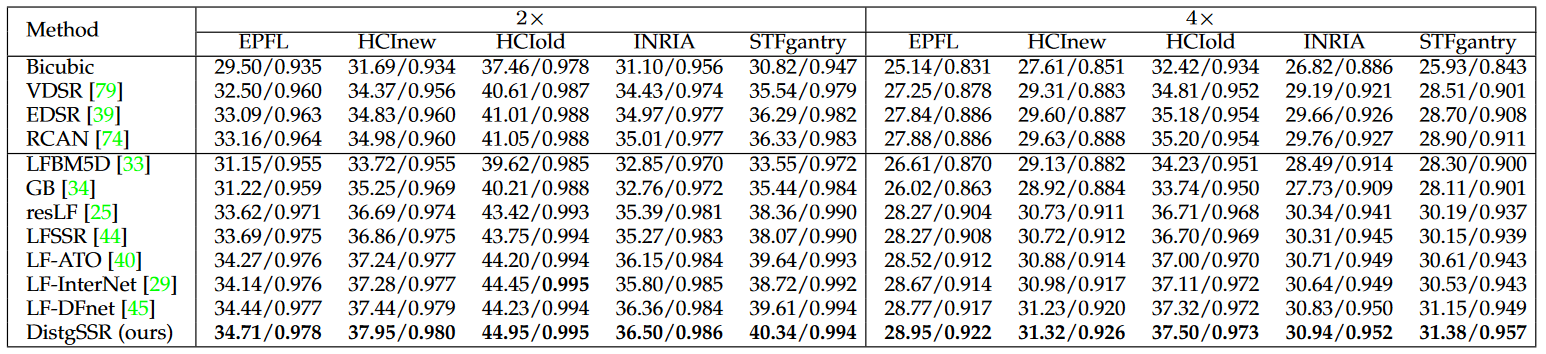 Method 2× 4×
EPFL HCInew HCIold INRIA STFgantry EPFL HCInew HCIold INRIA STFgantry
Bicubic 29.50/0.935 31.69/0.934 37.46/0.978 31.10/0.956 30.82/0.947 25.14/0.831 27.61/0.851 32.42/0.934 26.82/0.886 25.93/0.843
VDSR [79] 32.50/0.960 34.37/0.956 40.61/0.987 34.43/0.974 35.54/0.979 27.25/0.878 29.31/0.883 34.81/0.952 29.19/0.921 28.51/0.901
EDSR [39] 33.09/0.963 34.83/0.960 41.01/0.988 34.97/0.977 36.29/0.982 27.84/0.886 29.60/0.887 35.18/0.954 29.66/0.926 28.70/0.908
RCAN [74] 33.16/0.964 34.98/0.960 41.05/0.988 35.01/0.977 36.33/0.983 27.88/0.886 29.63/0.888 35.20/0.954 29.76/0.927 28.90/0.911
LFBM5D [33] 31.15/0.955 33.72/0.955 39.62/0.985 32.85/0.970 33.55/0.972 26.61/0.870 29.13/0.882 34.23/0.951 28.49/0.914 28.30/0.900
GB [34] 31.22/0.959 35.25/0.969 40.21/0.988 32.76/0.972 35.44/0.984 26.02/0.863 28.92/0.884 33.74/0.950 27.73/0.909 28.11/0.901
resLF [25] 33.62/0.971 36.69/0.974 43.42/0.993 35.39/0.981 38.36/0.990 28.27/0.904 30.73/0.911 36.71/0.968 30.34/0.941 30.19/0.937
LFSSR [44] 33.69/0.975 36.86/0.975 43.75/0.994 35.27/0.983 38.07/0.990 28.27/0.908 30.72/0.912 36.70/0.969 30.31/0.945 30.15/0.939
LF-ATO [40] 34.27/0.976 37.24/0.977 44.20/0.994 36.15/0.984 39.64/0.993 28.52/0.912 30.88/0.914 37.00/0.970 30.71/0.949 30.61/0.943
LF-InterNet [29] 34.14/0.976 37.28/0.977 44.45/0.995 35.80/0.985 38.72/0.992 28.67/0.914 30.98/0.917 37.11/0.972 30.64/0.949 30.53/0.943
LF-DFnet [45] 34.44/0.977 37.44/0.979 44.23/0.994 36.36/0.984 39.61/0.994 28.77/0.917 31.23/0.920 37.32/0.972 30.83/0.950 31.15/0.949
DistgSSR (ours) 34.71/0.978 37.95/0.980 44.95/0.995 36.50/0.986 40.34/0.994 28.95/0.922 31.32/0.926 37.50/0.973 30.94/0.952 31.38/0.957